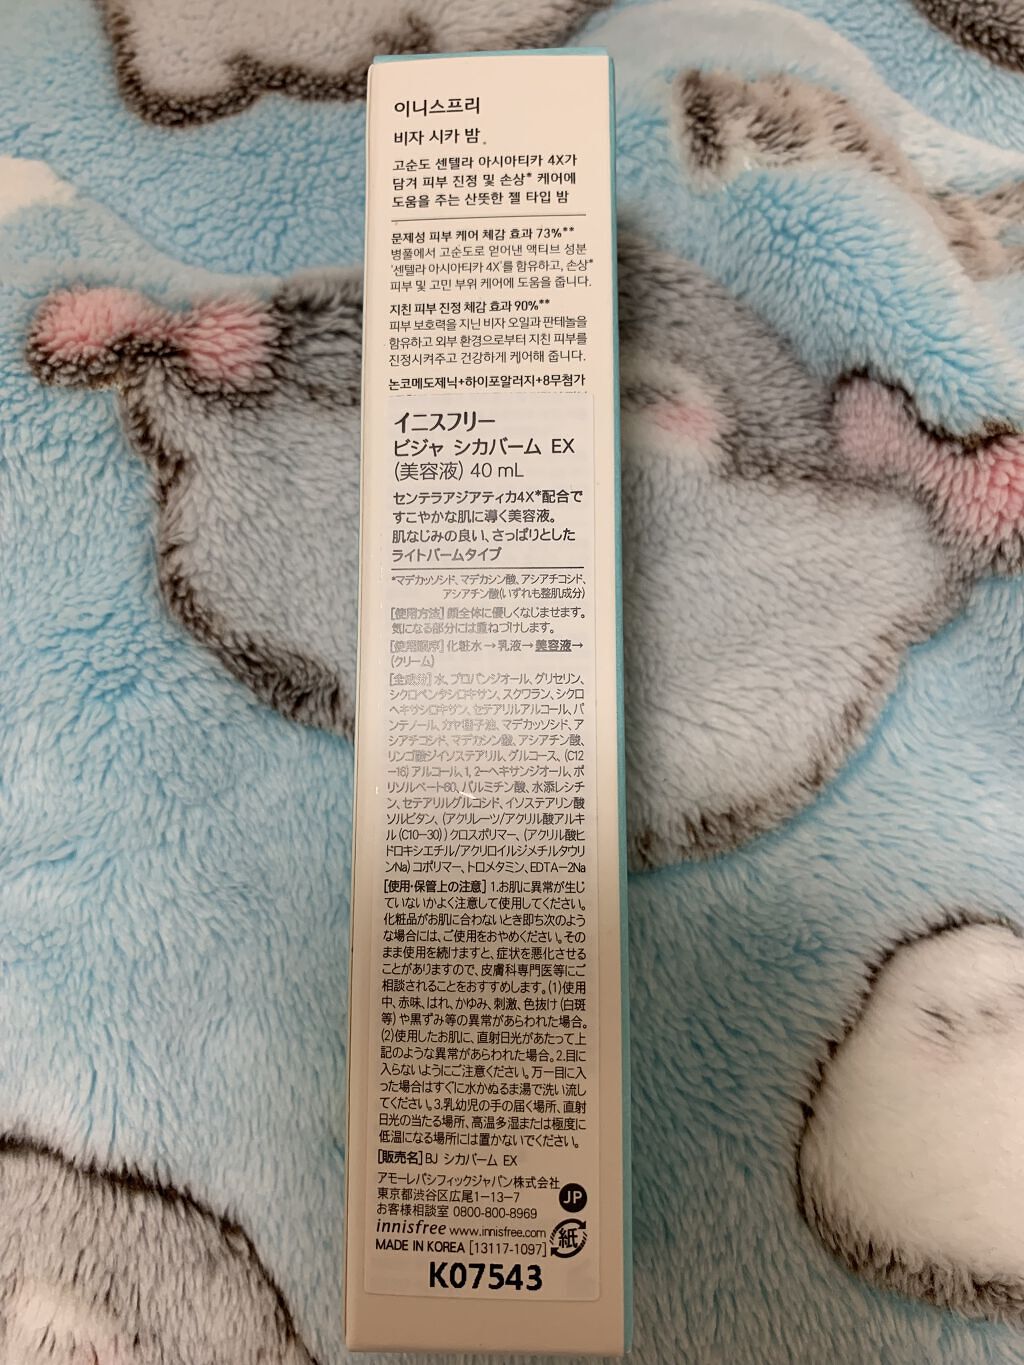 이니스프리
비자 시카 밤
고순도 센텔라 아시아티카 4X가
담겨 피부 진정 및 손상* 케어에
도움을 주는 산뜻한 젤 타입 밤
문제성 피부 케어 체감 효과 73%**
병풀에서 고순도로 얻어낸 액티브 성분
'센텔라 아시아티카 4X'를 함유하고, 손상*
피부 및 고민 부위 케어에 도움을 줍니다.
지친 피부 진정 체감 효과 90%**
피부 보호력을 지닌 비자 오일과 판테놀을
함유하고 외부 환경으로부터 지친 피부를
진정시켜주고 건강하게 케어해 줍니다.
논코메도제닉+하이포알러지+8무첨가
イニスフリー
ビジャ シカバーム EX
(美容液) 40 mL
センテラアジアティカ4X*配合で
すこやかな肌に導く美容液。
肌なじみの良い、さっぱりとした
ライトバームタイプ
*マデカッソシド、マデカシン酸、アシアチコシド、
アシアチン酸(いずれも整肌成分)
[使用方法] 顔全体に優しくなじませます。
気になる部分には重ねづけします。
[使用順序] 化粧水→乳液→美容液→
(クリーム)
[全成分] 水、プロパンジオール、グリセリン、
シクロペンタシロキサン、スクワラン、シクロ
ヘキサシロキサン、セテアリルアルコール、パ
ンテノール、カヤ種子油、マデカッソシド、ア
シアチコシド、マデカシン酸、アシアチン酸、
リンゴ酸ジイソステアリル、グルコース、(C12
-16) アルコール、1, 2-ヘキサンジオール、ポ
リソルベート60、パルミチン酸、水添レシチ
ン、セテアリルグルコシド、イソステアリン酸
ソルビタン、(アクリレーツ/アクリル酸アルキ
ル(C10-30)) クロスポリマー、(アクリル酸ヒ
ドロキシエチル/アクリロイルジメチルタウリ
ンNa) コポリマー、トロメタミン、EDTA-2Na
[使用・保管上の注意] 1.お肌に異常が生じ
ていないかよく注意して使用してください。
化粧品がお肌に合わないとき即ち次のよう
な場合には、ご使用をおやめください。その
まま使用を続けますと、症状を悪化させる
ことがありますので、皮膚科専門医等にご
相談されることをおすすめします。(1)使用
中、赤味、はれ、かゆみ、刺激、色抜け (白斑
等) や黒ずみ等の異常があらわれた場合。
(2)使用したお肌に、直射日光があたって上
記のような異常があらわれた場合。2.目に
入らないようにご注意ください。万一目に入
った場合はすぐに水かぬるま湯で洗い流し
てください。3.乳幼児の手の届く場所、直射
日光の当たる場所、高温多湿または極度に
低温になる場所には置かないでください。
[販売名] BJ シカバーム EX
アモーレパシフィックジャパン株式会社
東京都渋谷区広尾1-13-7
お客様相談室 0800-800-8969
JP
innisfree www.innisfree.com
紙
MADE IN KOREA [13117-1097]
K07543